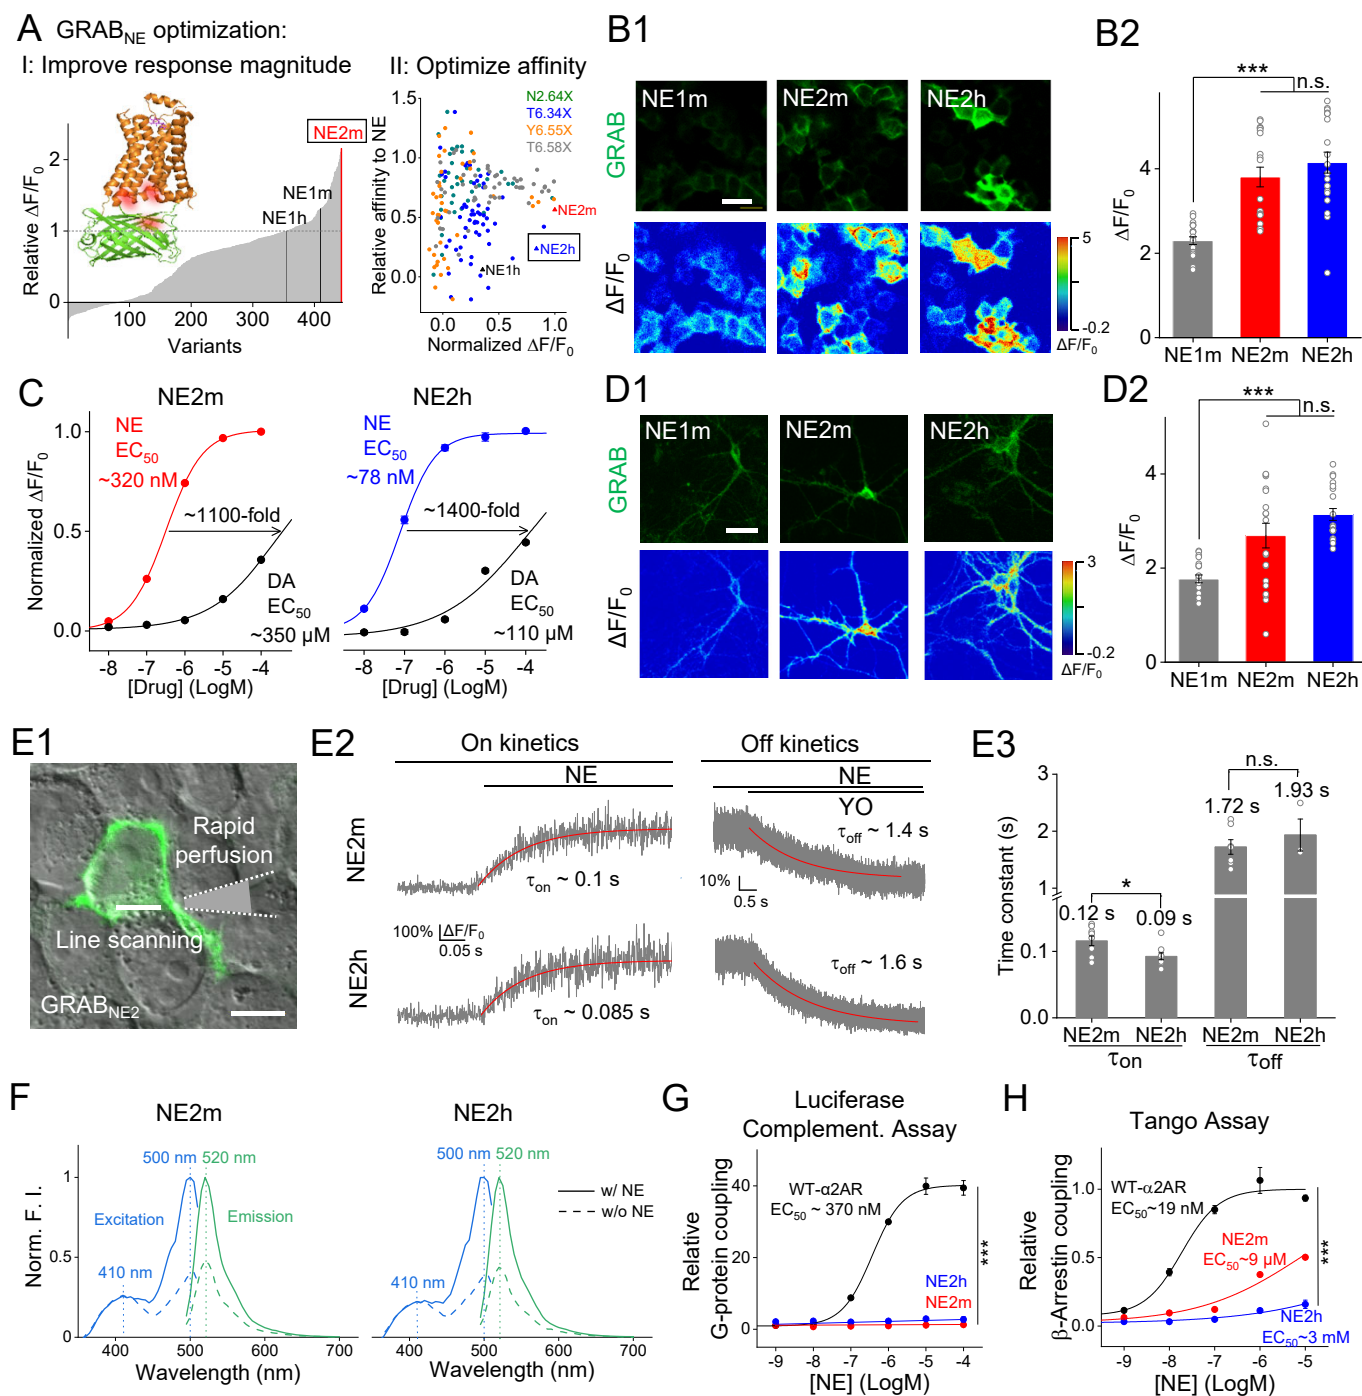 A GRAB_NE optimization:
I: Improve response magnitude
II: Optimize affinity
Relative ΔF/F₀
2
1
0
NE2m
NE1m
NE1h
100 200 300 400
Variants
Relative affinity to NE
1.5
1.0
0.5
0.0
N2.64X
T6.34X
Y6.55X
T6.58X
NE2m
NE2h
NE1h
0.0 0.5 1.0
Normalized ΔF/F₀
B1
GRAB
NE1m NE2m NE2h
ΔF/F₀
5
-0.2
ΔF/F₀
B2
***
n.s.
ΔF/F₀
4
2
0
NE1m NE2m NE2h
C
NE2m
Normalized ΔF/F₀
1.0
0.5
0.0
NE
EC₅₀
~320 nM
~1100-fold
DA
EC₅₀
~350 µM
-8 -7 -6 -5 -4
[Drug] (LogM)
NE2h
NE
EC₅₀
~78 nM
~1400-fold
DA
EC₅₀
~110 µM
-8 -7 -6 -5 -4
[Drug] (LogM)
D1
GRAB
NE1m NE2m NE2h
ΔF/F₀
3
-0.2
ΔF/F₀
D2
***
n.s.
ΔF/F₀
4
2
0
NE1m NE2m NE2h
E1
Rapid
perfusion
Line scanning
GRAB_NE2
E2
On kinetics
NE
NE2m
τon ~ 0.1 s
100% ΔF/F₀
0.05 s
NE2h
τon ~ 0.085 s
Off kinetics
NE
YO
τoff ~ 1.4 s
10%
0.5 s
τoff ~ 1.6 s
E3
Time constant (s)
3
2
1
0.1
0.0
n.s.
1.72 s
1.93 s
*
0.12 s
0.09 s
NE2m NE2h NE2m NE2h
τon τoff
F
NE2m
Norm. F. I.
1
0.5
0
500 nm 520 nm
Excitation
Emission
410 nm
400 500 600 700
Wavelength (nm)
NE2h
500 nm 520 nm
w/ NE
w/o NE
410 nm
400 500 600 700
Wavelength (nm)
G
Luciferase
Complement. Assay
Relative
G-protein coupling
40
20
0
WT-α2AR
EC₅₀ ~ 370 nM
NE2h
NE2m
***
-9 -8 -7 -6 -5 -4
[NE] (LogM)
H
Tango Assay
Relative
β-Arrestin coupling
1.0
0.5
0.0
WT-α2AR
EC₅₀~19 nM
NE2m
EC₅₀~9 µM
***
NE2h
EC₅₀~3 mM
-9 -8 -7 -6 -5
[NE] (LogM)